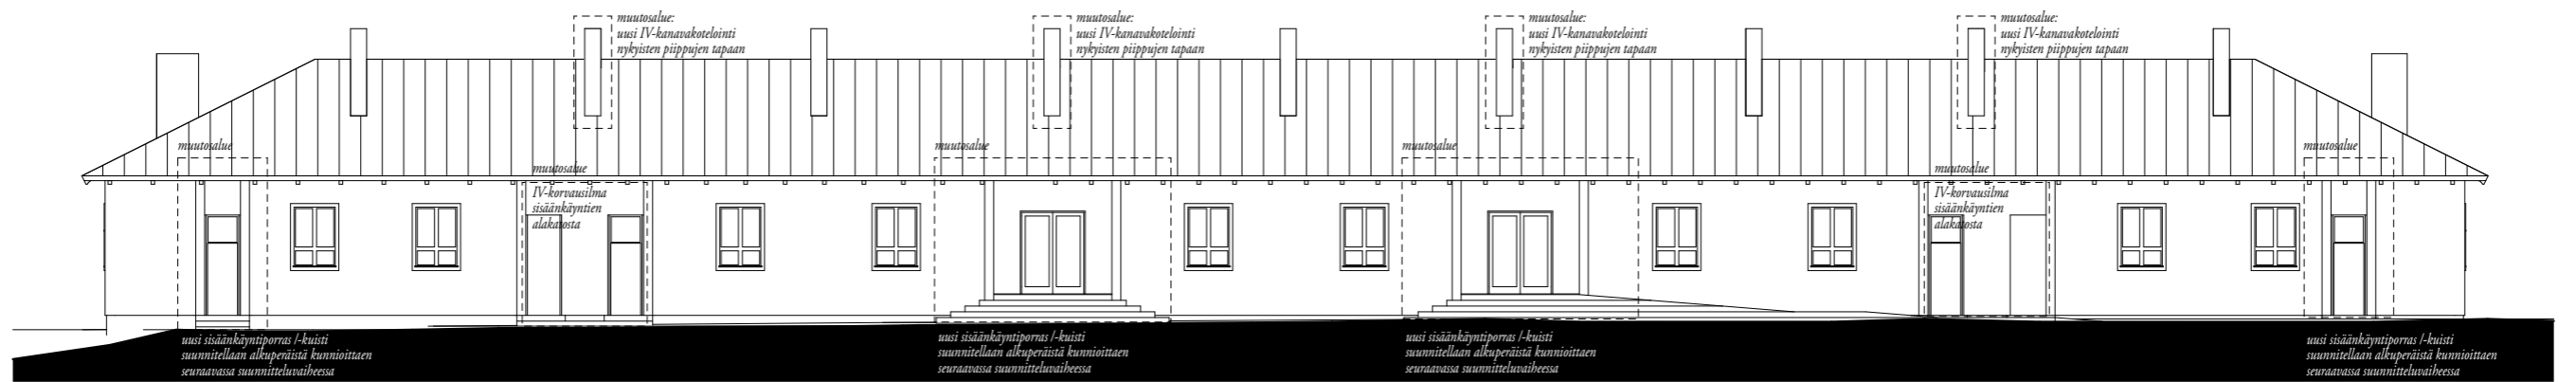 muutosalue:
uusi IV-kanavakotelointi
nykyisten piippujen tapaan
muutosalue:
uusi IV-kanavakotelointi
nykyisten piippujen tapaan
muutosalue:
uusi IV-kanavakotelointi
nykyisten piippujen tapaan
muutosalue:
uusi IV-kanavakotelointi
nykyisten piippujen tapaan
muutosalue
muutosalue
IV-korvausilma
sisäänkäyntien
alakatosta
muutosalue
muutosalue
muutosalue
IV-korvausilma
sisäänkäyntien
alakatosta
muutosalue
uusi sisäänkäyntiporras /-kuisti
suunnitellaan alkuperäistä kunnioittaen
seuraavassa suunnitteluvaiheessa
uusi sisäänkäyntiporras /-kuisti
suunnitellaan alkuperäistä kunnioittaen
seuraavassa suunnitteluvaiheessa
uusi sisäänkäyntiporras /-kuisti
suunnitellaan alkuperäistä kunnioittaen
seuraavassa suunnitteluvaiheessa
uusi sisäänkäyntiporras /-kuisti
suunnitellaan alkuperäistä kunnioittaen
seuraavassa suunnitteluvaiheessa